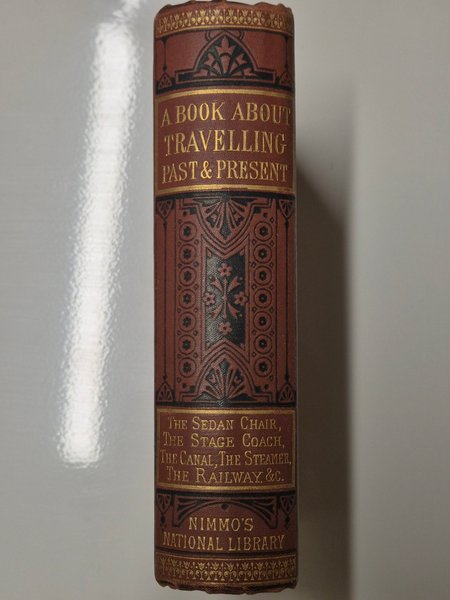 A BOOK ABOUT
TRAVELLING
PAST & PRESENT
THE SEDAN CHAIR,
THE STAGE COACH,
THE CANAL, THE STEAMER,
THE RAILWAY. &C.
NIMMO'S
NATIONAL LIBRARY